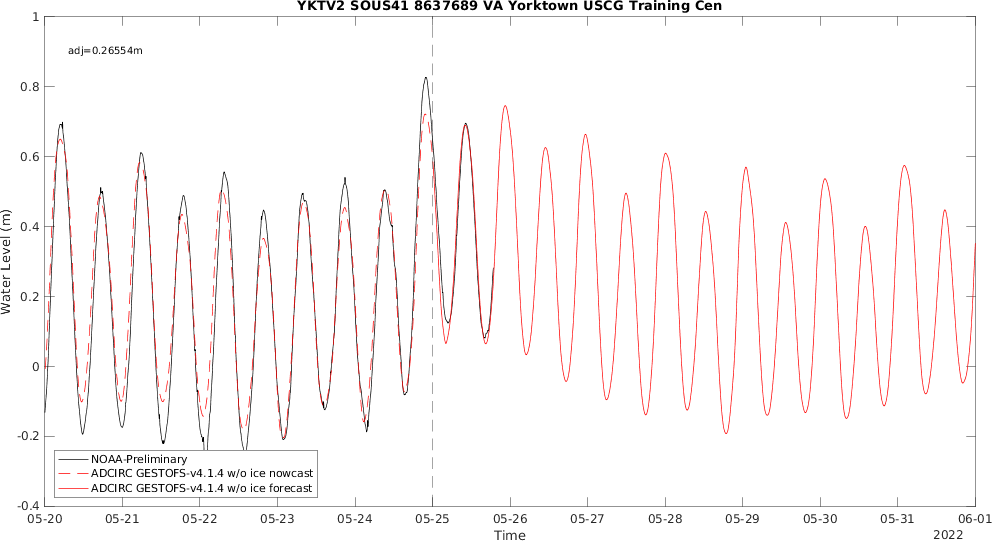 YKTV2 SOUS41 8637689 VA Yorktown USCG Training Cen
adj=0.26554m
Water Level (m)
1
0.8
0.6
0.4
0.2
0
-0.2
-0.4
NOAA-Preliminary
ADCIRC GESTOFS-v4.1.4 w/o ice nowcast
ADCIRC GESTOFS-v4.1.4 w/o ice forecast
05-20 05-21 05-22 05-23 05-24 05-25 05-26 05-27 05-28 05-29 05-30 05-31 06-01
Time
2022